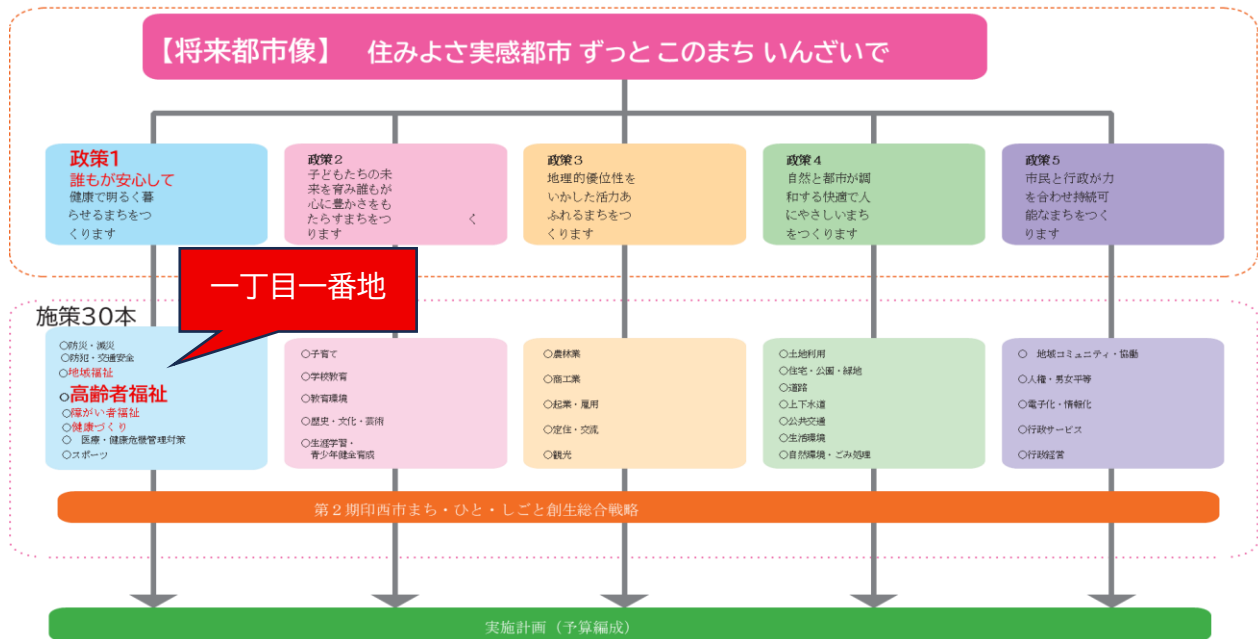 【将来都市像】 住みよさ実感都市 ずっと このまち いんざいで
政策1
誰もが安心して
健康で明るく暮
らせるまちをつ
くります
政策２
子どもたちの未
来を育み誰もが
心に豊かさをも
たらすまちをつ く
ります
政策３
地理的優位性を
いかした活力あ
ふれるまちをつ
くります
政策４
自然と都市が調
和する快適で人
にやさしいまち
をつくります
政策５
市民と行政が力
を合わせ持続可
能なまちをつく
ります
一丁目一番地
施策30本
○防災・減災
○防犯・交通安全
○地域福祉
○高齢者福祉
○障がい者福祉
○健康づくり
○ 医療・健康危機管理対策
○スポーツ
○子育て
○学校教育
○教育環境
○歴史・文化・芸術
○生涯学習・
青少年健全育成
○農林業
○商工業
○起業・雇用
○定住・交流
○観光
○土地利用
○住宅・公園・緑地
○道路
○上下水道
○公共交通
○生活環境
○自然環境・ごみ処理
○ 地域コミュニティ・協働
○人権・男女平等
○電子化・情報化
○行政サービス
○行政経営
第２期印西市まち・ひと・しごと創生総合戦略
実施計画（予算編成）